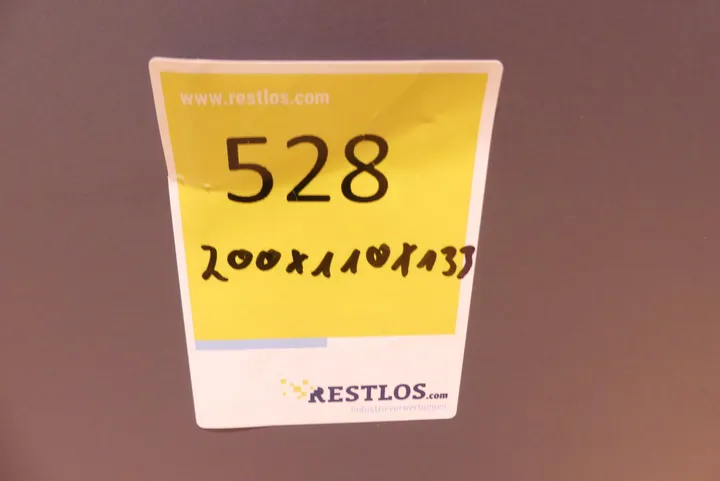 www.restlos.com
528
200x110x133
RESTLOS.com
Industrieverwertungen